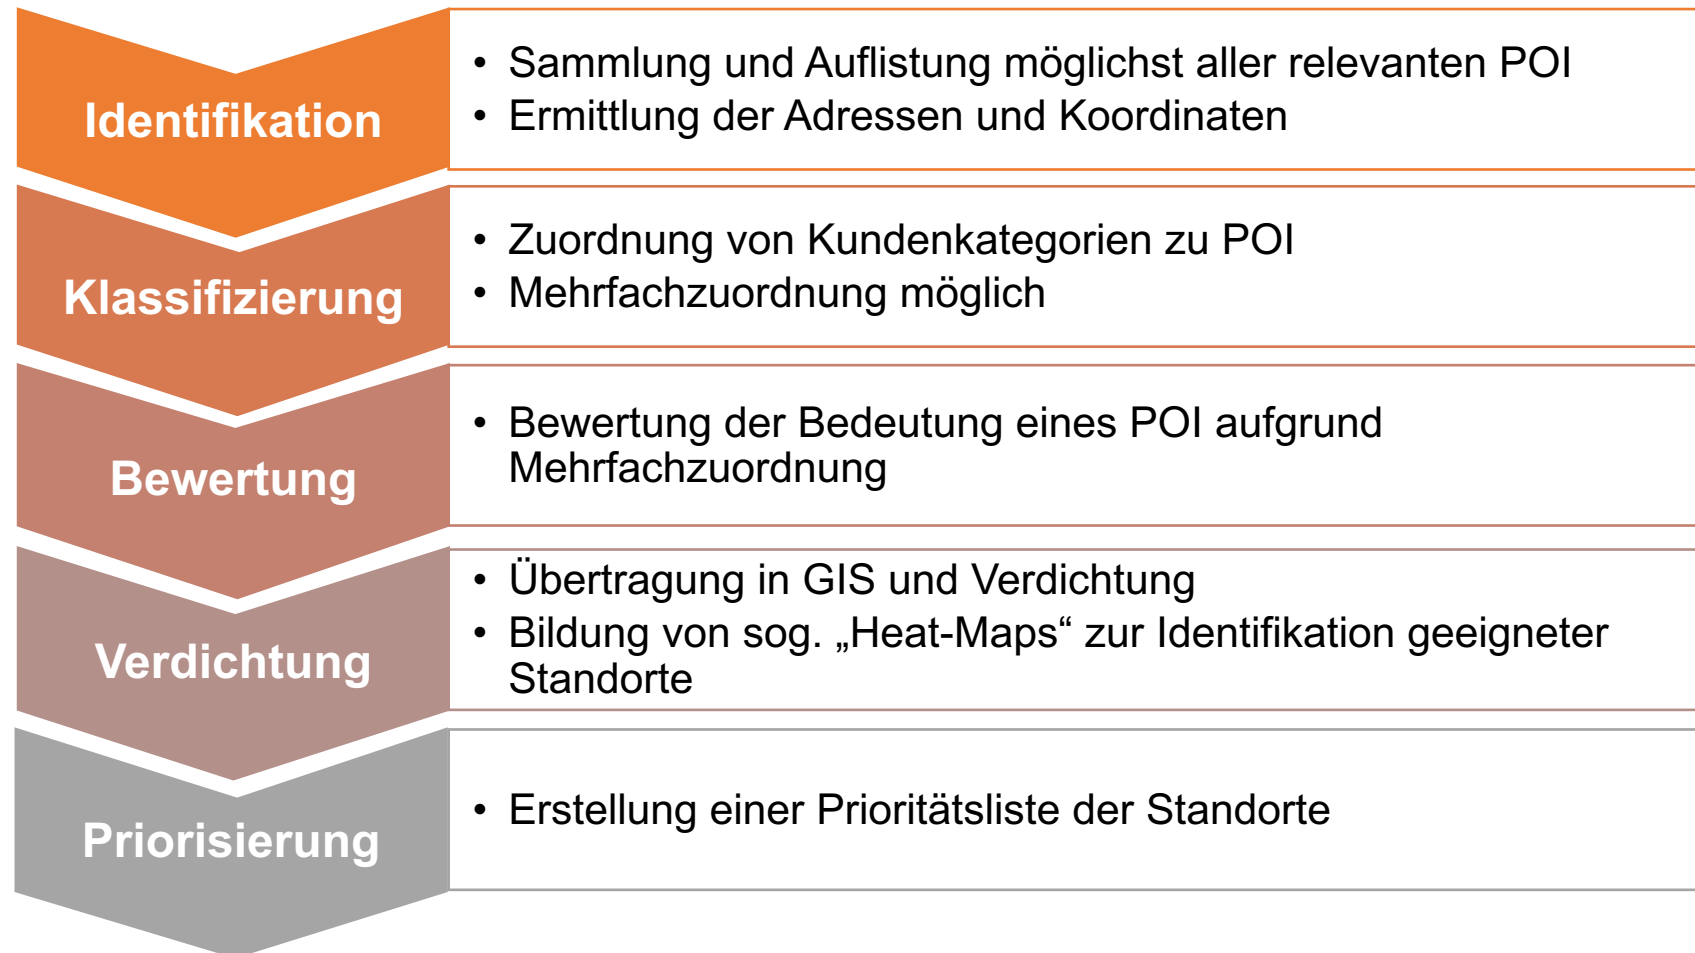 Identifikation
• Sammlung und Auflistung möglichst aller relevanten POI
• Ermittlung der Adressen und Koordinaten
Klassifizierung
• Zuordnung von Kundenkategorien zu POI
• Mehrfachzuordnung möglich
Bewertung
• Bewertung der Bedeutung eines POI aufgrund
Mehrfachzuordnung
Verdichtung
• Übertragung in GIS und Verdichtung
• Bildung von sog. „Heat-Maps“ zur Identifikation geeigneter
Standorte
Priorisierung
• Erstellung einer Prioritätsliste der Standorte